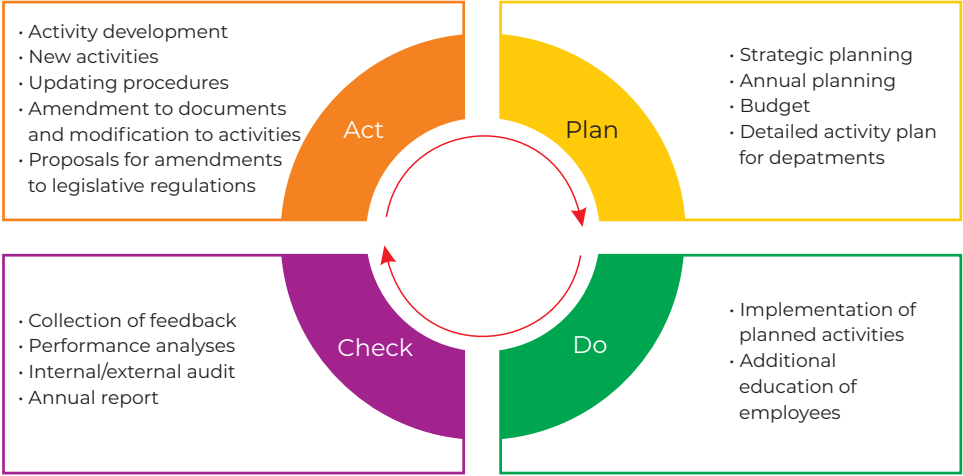 • Activity development
• New activities
• Updating procedures
• Amendment to documents
and modification to activities
• Proposals for amendments
to legislative regulations
Act
Plan
• Strategic planning
• Annual planning
• Budget
• Detailed activity plan
for depatments
• Collection of feedback
• Performance analyses
• Internal/external audit
• Annual report
Check
Do
• Implementation of
planned activities
• Additional
education of
employees